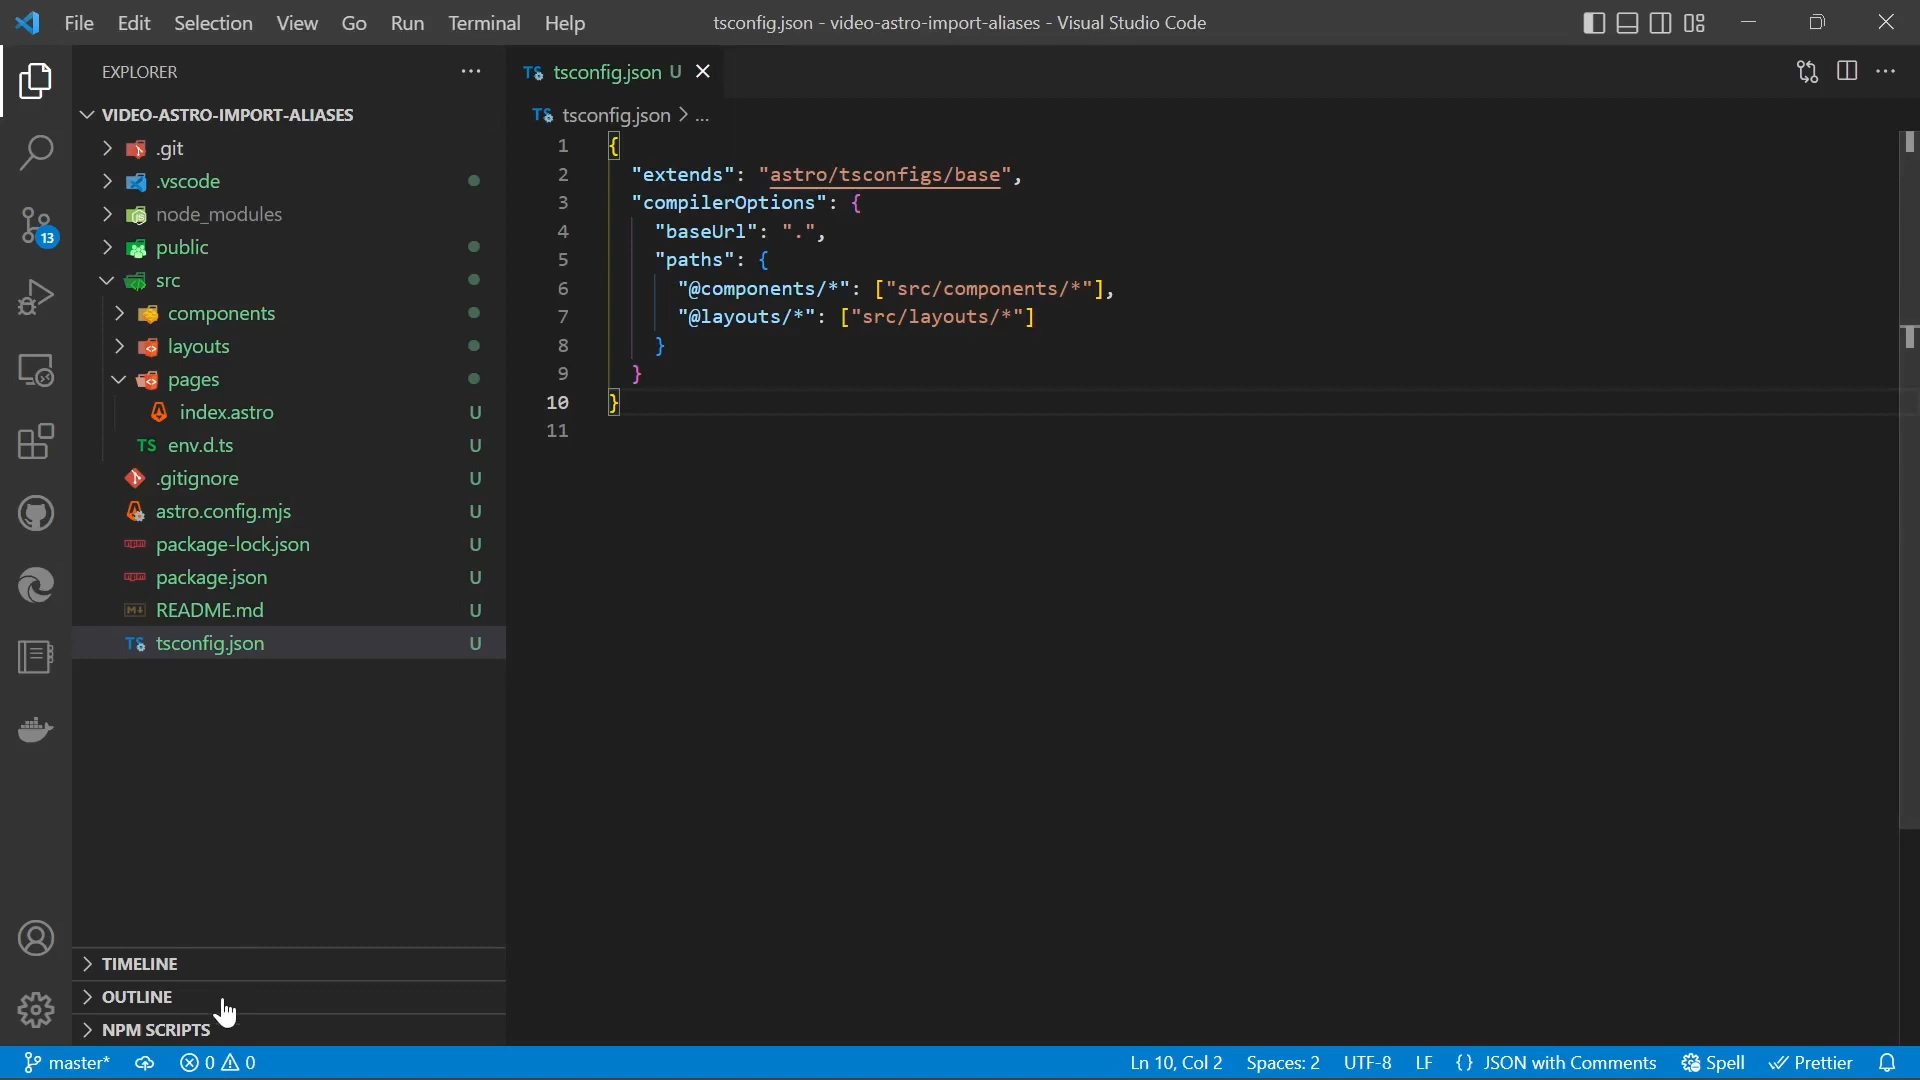 File Edit Selection View Go Run Terminal Help
tsconfig.json - video-astro-import-aliases - Visual Studio Code
EXPLORER
VIDEO-ASTRO-IMPORT-ALIASES
.git
.vscode
node_modules
public
src
components
layouts
pages
index.astro U
TS env.d.ts U
.gitignore U
astro.config.mjs U
npm package-lock.json U
npm package.json U
M↓ README.md U
TS tsconfig.json U
13
TIMELINE
OUTLINE
NPM SCRIPTS
TS tsconfig.json U
TS tsconfig.json > ...
1 {
2 "extends": "astro/tsconfigs/base",
3 "compilerOptions": {
4 "baseUrl": ".",
5 "paths": {
6 "@components/*": ["src/components/*"],
7 "@layouts/*": ["src/layouts/*"]
8 }
9 }
10 }
11
master* 0 0 Ln 10, Col 2 Spaces: 2 UTF-8 LF {} JSON with Comments Spell Prettier